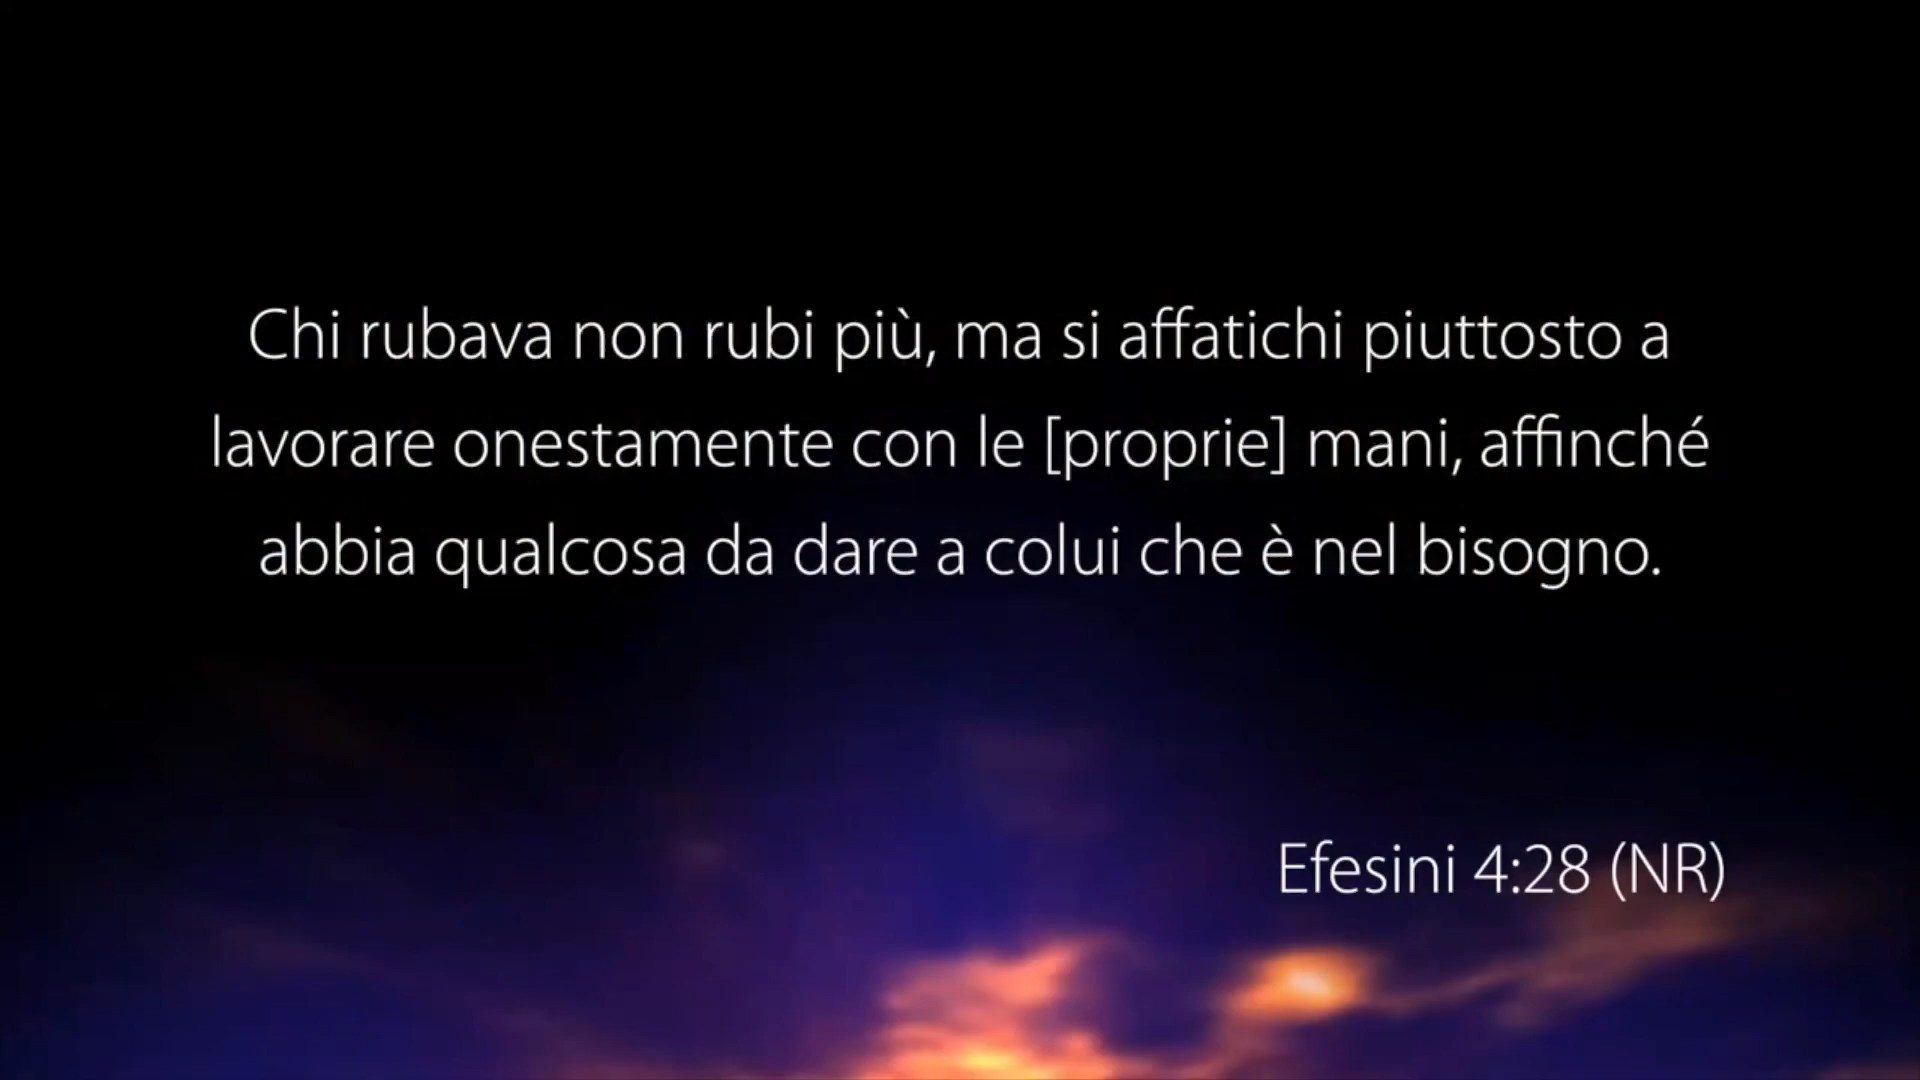 Chi rubava non rubi più, ma si affatichi piuttosto a
lavorare onestamente con le [proprie] mani, affinché
abbia qualcosa da dare a colui che è nel bisogno.
Efesini 4:28 (NR)